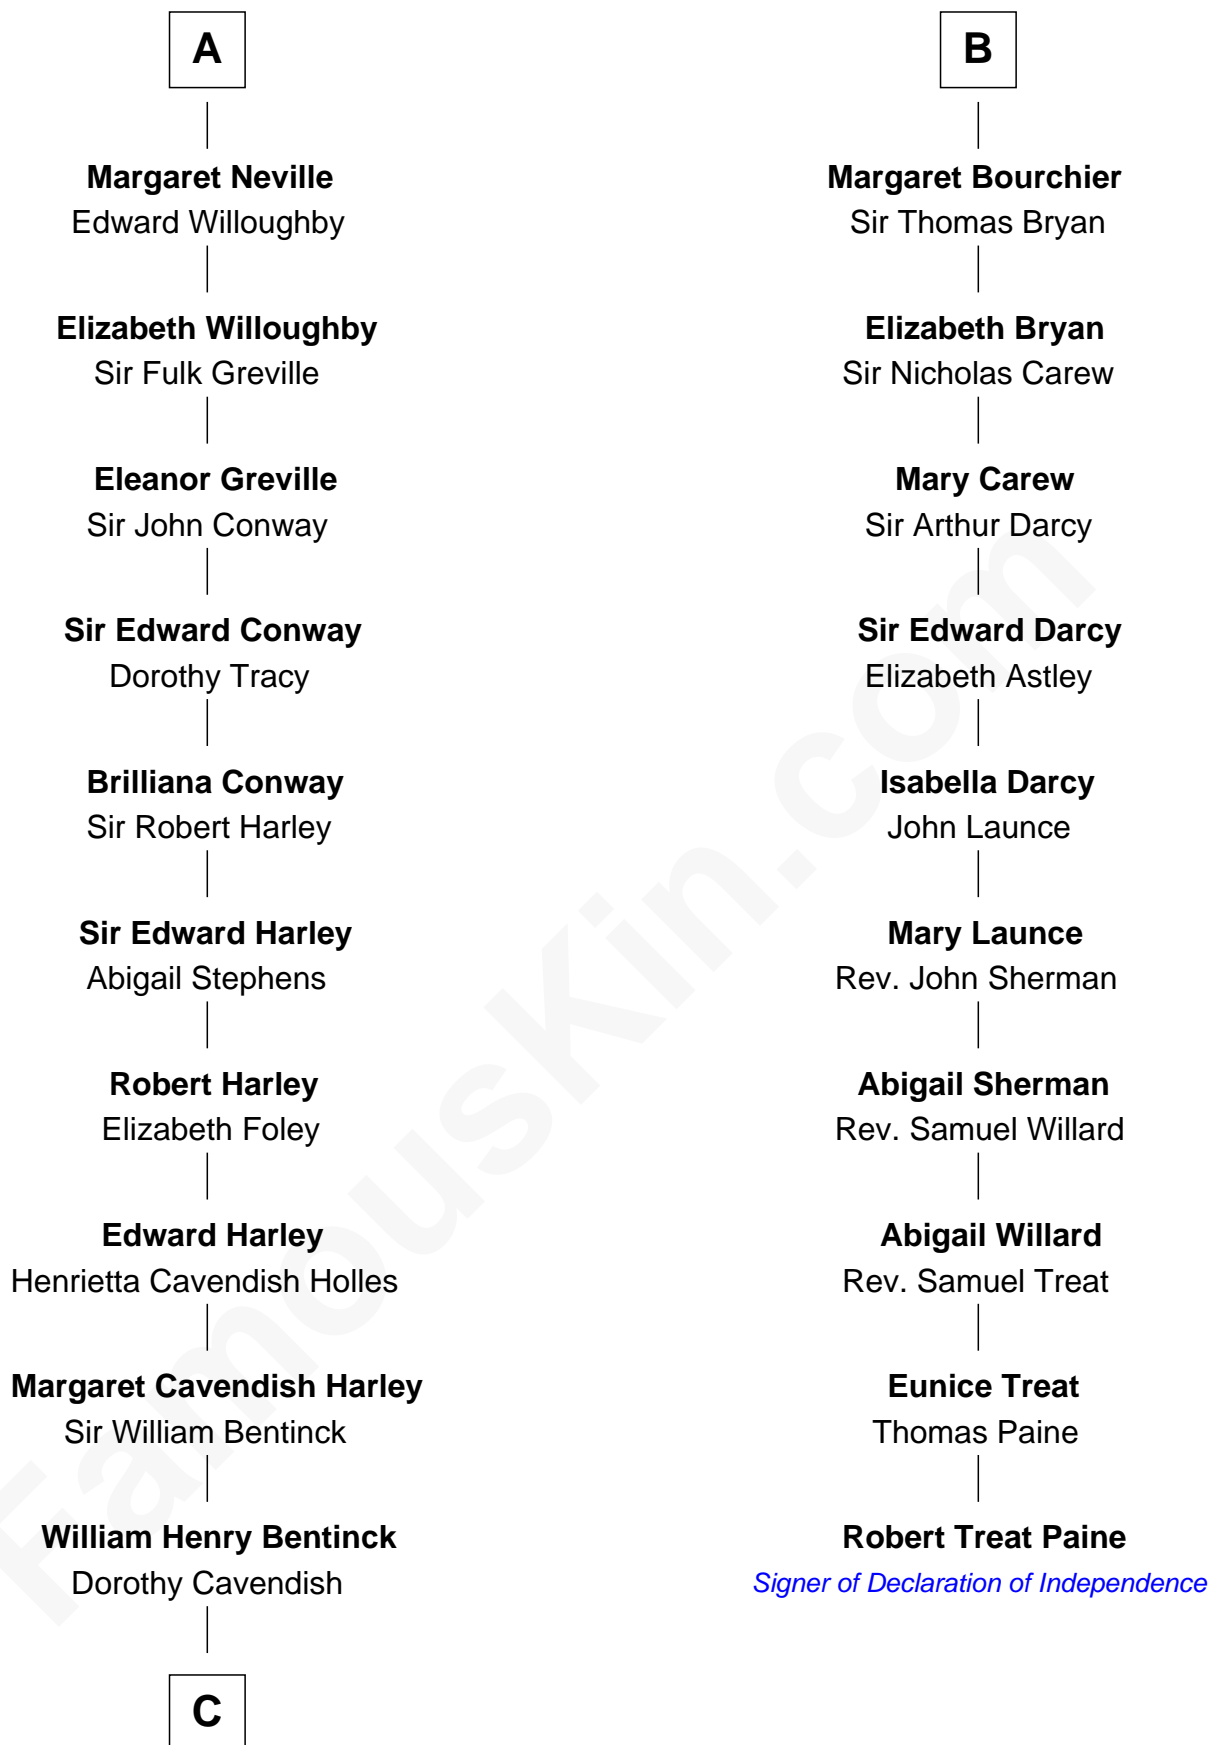 A
Margaret Neville
Edward Willoughby
Elizabeth Willoughby
Sir Fulk Greville
Eleanor Greville
Sir John Conway
Sir Edward Conway
Dorothy Tracy
Brilliana Conway
Sir Robert Harley
Sir Edward Harley
Abigail Stephens
Robert Harley
Elizabeth Foley
Edward Harley
Henrietta Cavendish Holles
Margaret Cavendish Harley
Sir William Bentinck
William Henry Bentinck
Dorothy Cavendish
C
B
Margaret Bourchier
Sir Thomas Bryan
Elizabeth Bryan
Sir Nicholas Carew
Mary Carew
Sir Arthur Darcy
Sir Edward Darcy
Elizabeth Astley
Isabella Darcy
John Launce
Mary Launce
Rev. John Sherman
Abigail Sherman
Rev. Samuel Willard
Abigail Willard
Rev. Samuel Treat
Eunice Treat
Thomas Paine
Robert Treat Paine
Signer of Declaration of Independence
FamousKin.com